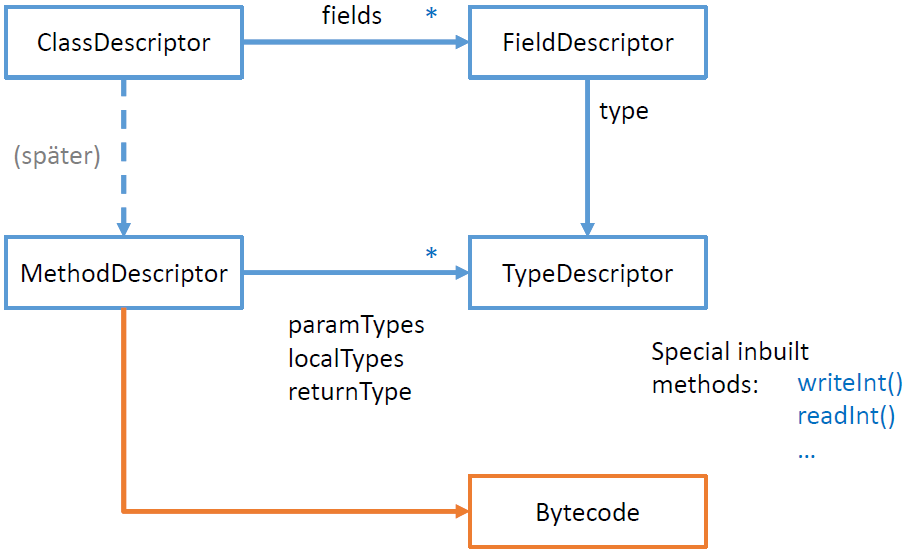 fields *
ClassDescriptor
FieldDescriptor
type
(später)
*
MethodDescriptor
TypeDescriptor
paramTypes
localTypes
returnType
Special inbuilt
methods: writeInt()
readInt()
...
Bytecode